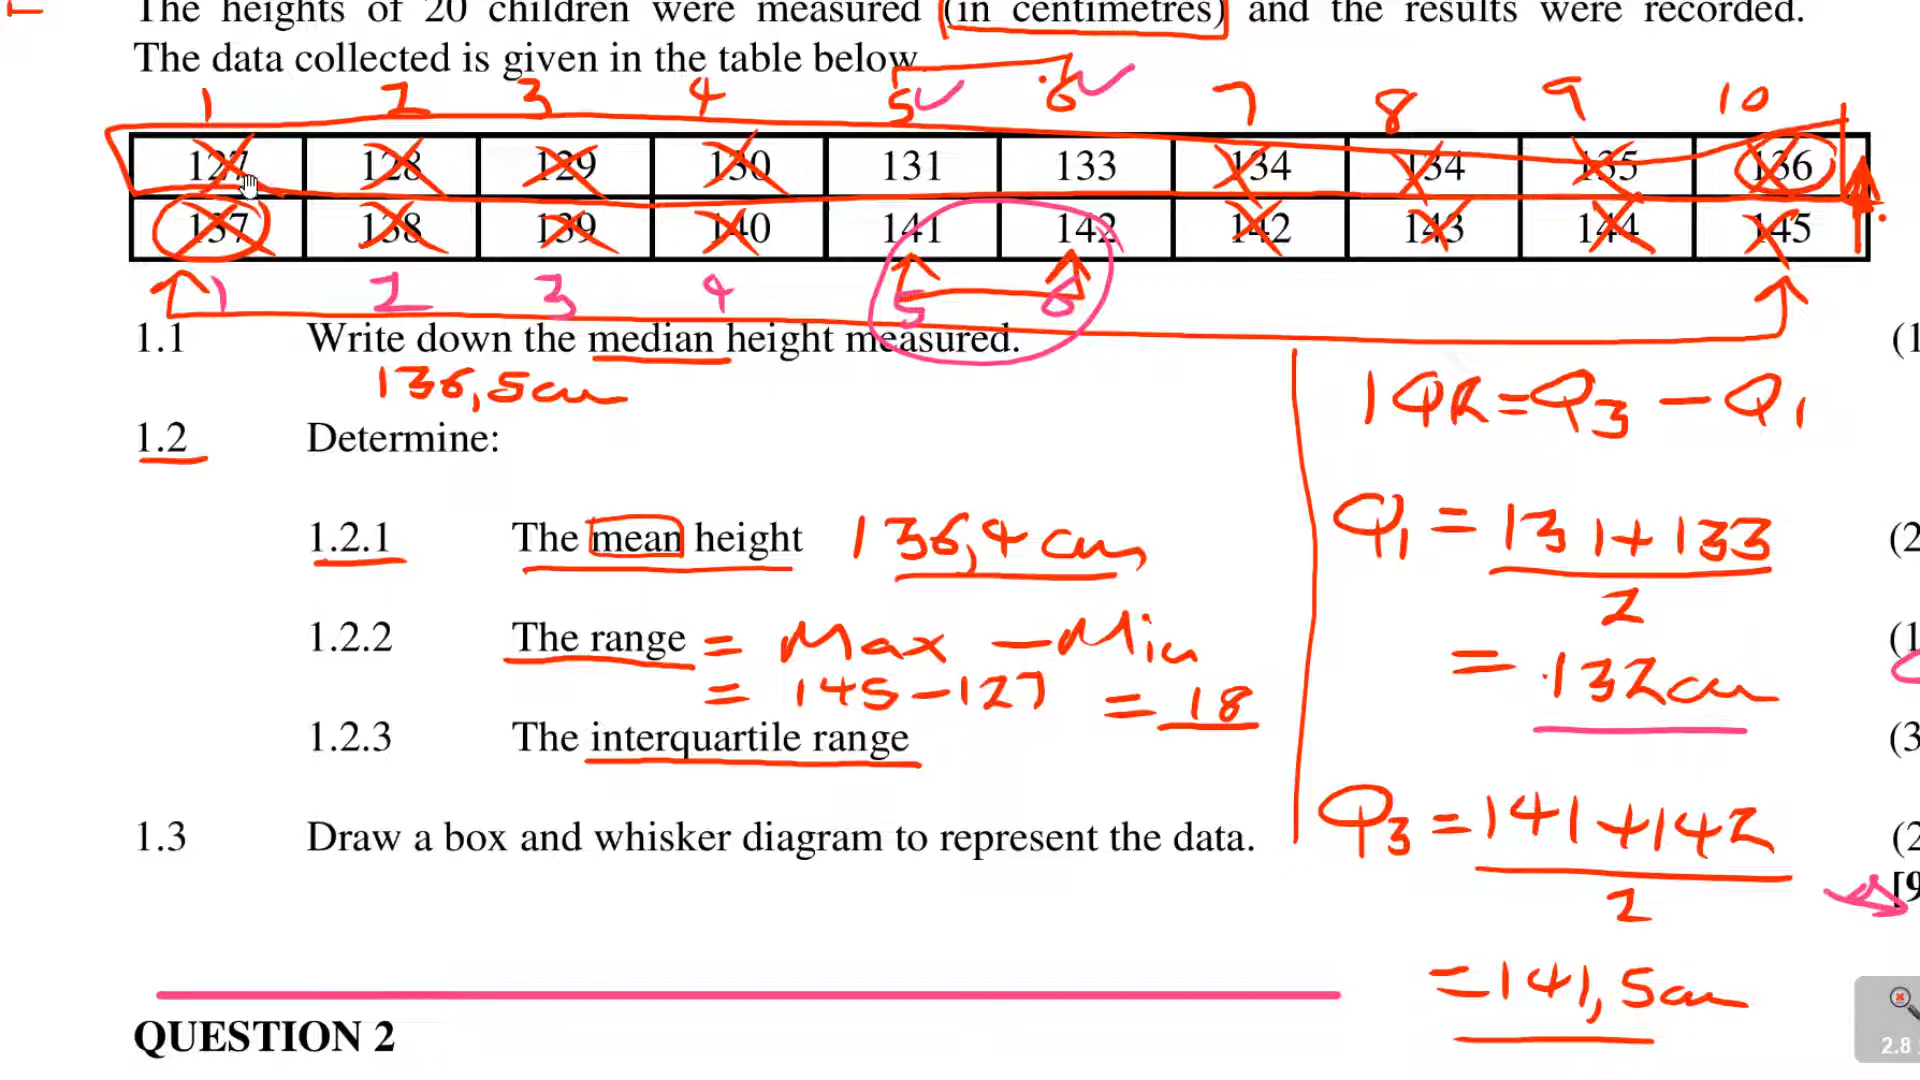 The heights of 20 children were measured (in centimetres) and the results were recorded.
The data collected is given in the table below.
1 2 3 4 5 6 7 8 9 10
127 128 129 130 131 133 134 134 135 136
137 138 139 140 141 142 142 143 144 145
1 2 3 4 5 6
1.1 Write down the median height measured. (1
136,5cm
IQR = Q3 - Q1
1.2 Determine:
1.2.1 The mean height 136,4 cm (2
Q1 = 131+133
2
1.2.2 The range = Max - Min (1
= 132cm
= 145-127 = 18
1.2.3 The interquartile range (3
1.3 Draw a box and whisker diagram to represent the data. (2
Q3 = 141+142
2
[9
= 141,5cm
QUESTION 2
2.8